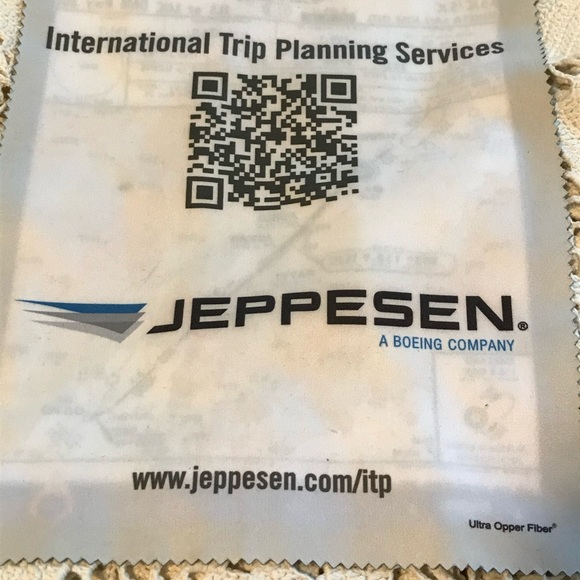 International Trip Planning Services
JEPPESEN®
A BOEING COMPANY
www.jeppesen.com/itp
Ultra Opper Fiber®